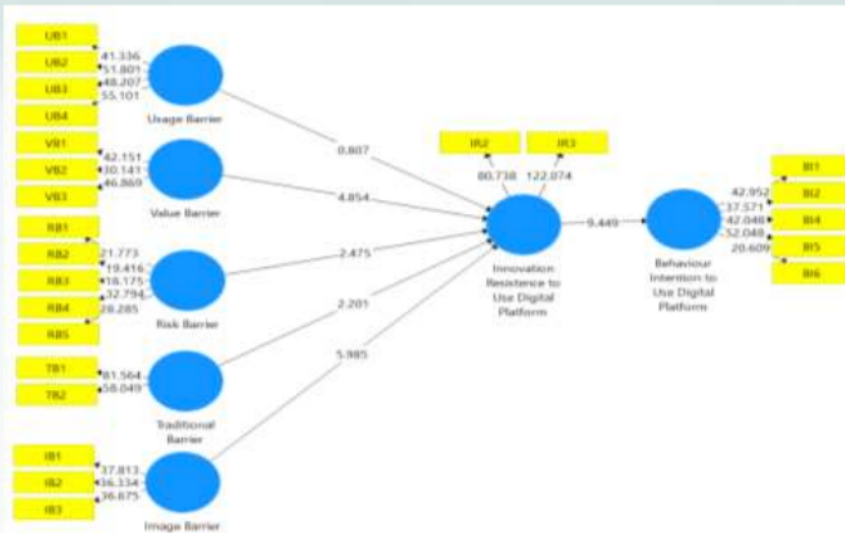 UB1
UB2
UB3
UB4
41.336
51.801
48.207
55.101
Usage Barrier
VB1
VB2
VB3
42.151
30.141
46.869
Value Barrier
RB1
RB2
RB3
RB4
RB5
21.773
19.416
18.175
32.794
28.285
Risk Barrier
TB1
TB2
81.564
58.049
Traditional
Barrier
IB1
IB2
IB3
37.813
36.334
36.675
Image Barrier
0.807
4.854
2.475
2.201
5.985
IR2
IR3
80.738
122.074
Innovation
Resistence to
Use Digital
Platform
9.449
Behaviour
Intention to
Use Digital
Platform
42.952
37.571
42.048
52.048
20.609
BI1
BI2
BI4
BI5
BI6